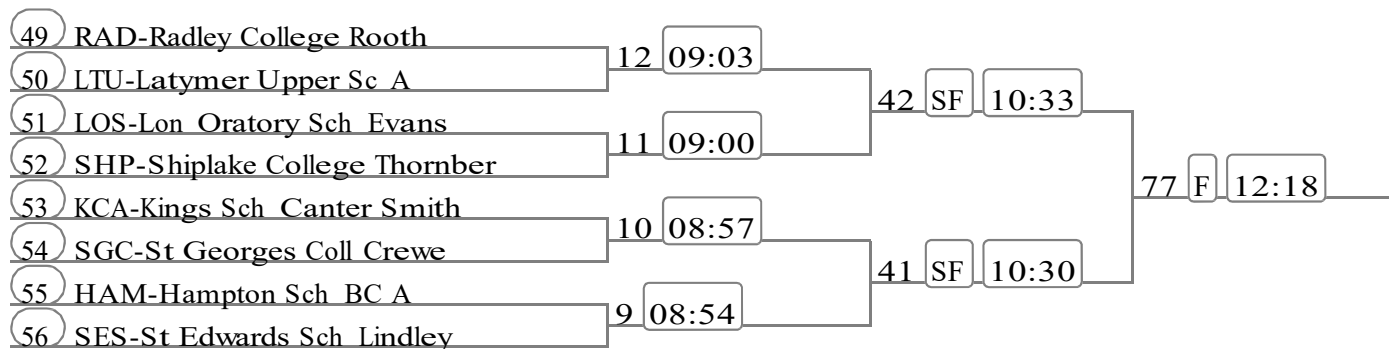 49 RAD-Radley College Rooth
12 09:03
50 LTU-Latymer Upper Sc A
42 SF 10:33
51 LOS-Lon Oratory Sch Evans
11 09:00
52 SHP-Shiplake College Thornber
77 F 12:18
53 KCA-Kings Sch Canter Smith
10 08:57
54 SGC-St Georges Coll Crewe
41 SF 10:30
55 HAM-Hampton Sch BC A
9 08:54
56 SES-St Edwards Sch Lindley